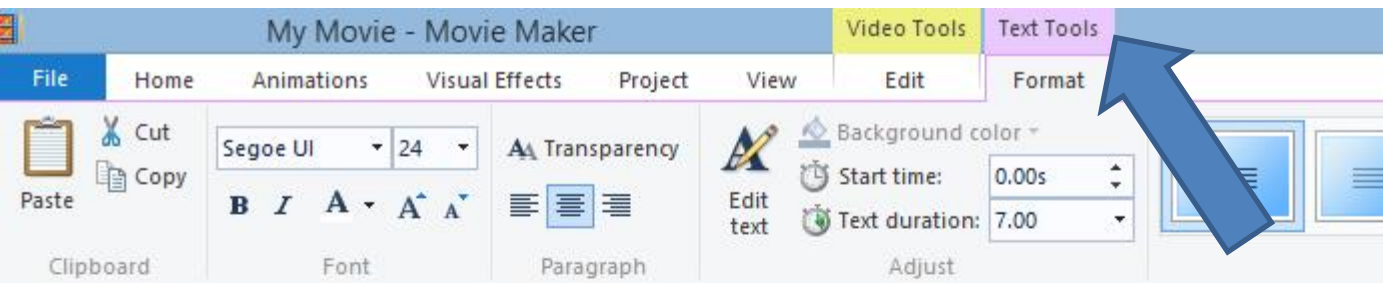 My Movie - Movie Maker Video Tools Text Tools
File Home Animations Visual Effects Project View Edit Format
Paste
Cut
Copy
Clipboard
Segoe UI 24
B I A A A
Font
Transparency
Paragraph
Edit
text
Background color
Start time: 0.00s
Text duration: 7.00
Adjust